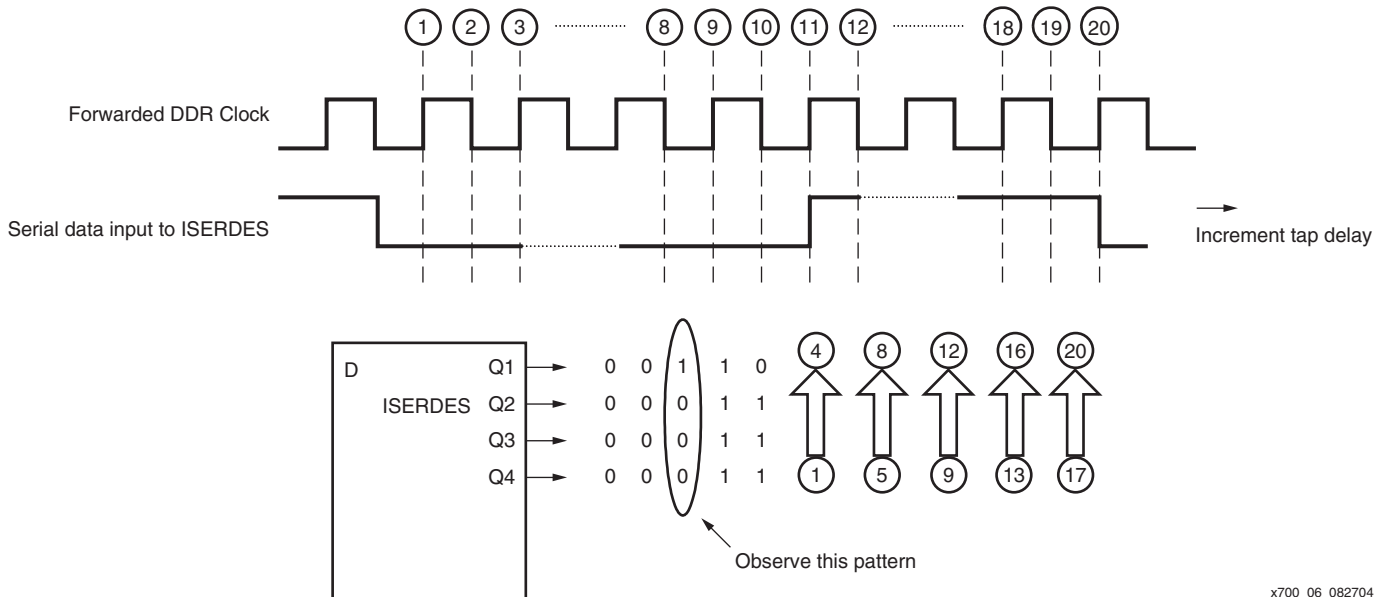 1 2 3 8 9 10 11 12 18 19 20
Forwarded DDR Clock
Serial data input to ISERDES
Increment tap delay
D Q1 0 0 1 1 0 4 8 12 16 20
ISERDES Q2 0 0 0 1 1
Q3 0 0 0 1 1
Q4 0 0 0 1 1 1 5 9 13 17
Observe this pattern
x700_06_082704